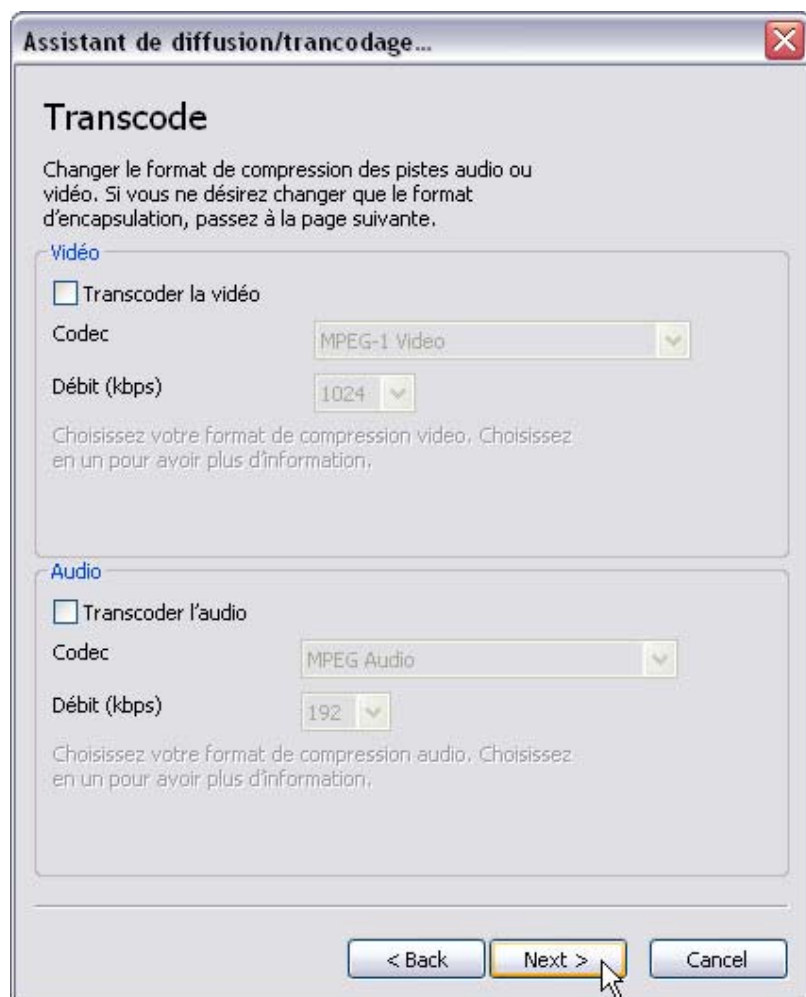 Assistant de diffusion/trancodage...
Transcode
Changer le format de compression des pistes audio ou
vidéo. Si vous ne désirez changer que le format
d'encapsulation, passez à la page suivante.
Vidéo
Transcoder la vidéo
Codec
MPEG-1 Video
Débit (kbps)
1024
Choisissez votre format de compression video. Choisissez
en un pour avoir plus d'information.
Audio
Transcoder l'audio
Codec
MPEG Audio
Débit (kbps)
192
Choisissez votre format de compression audio. Choisissez
en un pour avoir plus d'information.
< Back
Next >
Cancel